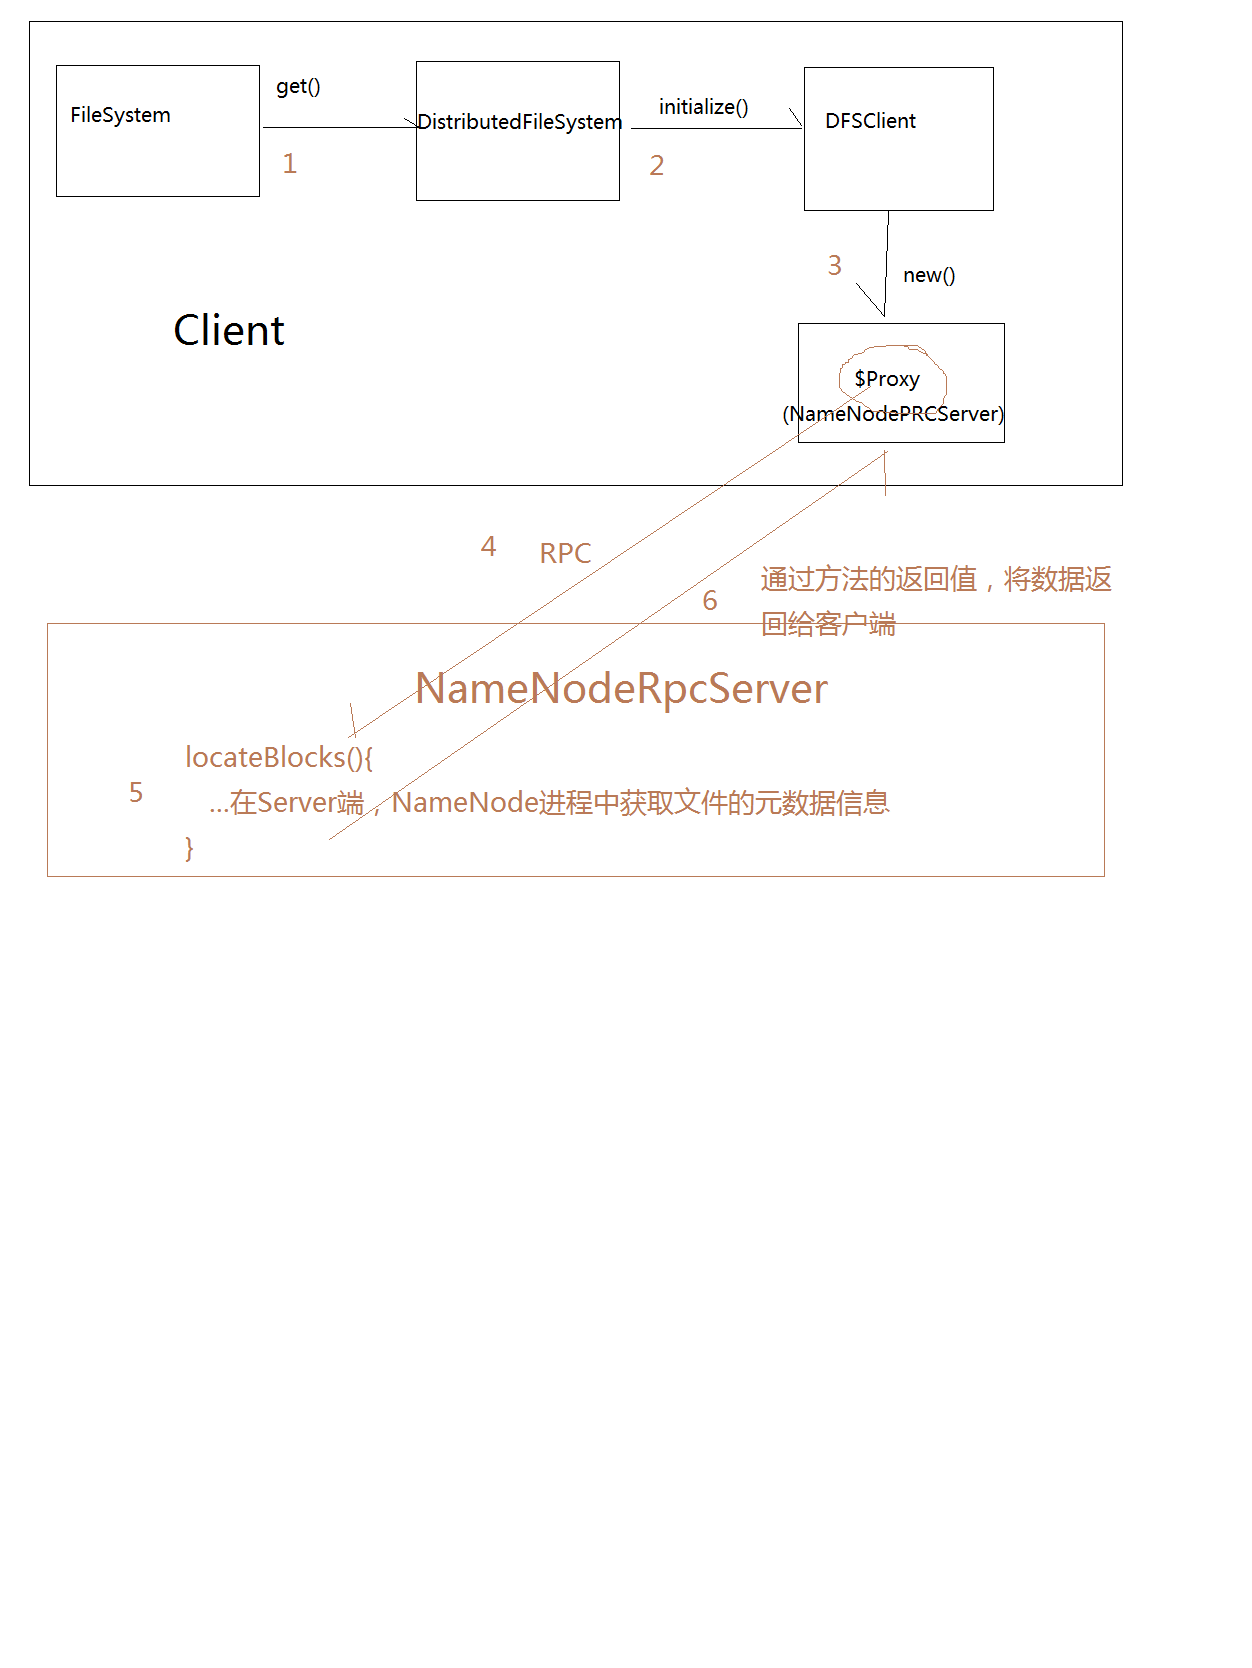 FileSystem
get()
1
DistributedFileSystem
initialize()
2
DFSClient
3
new()
Client
$Proxy
(NameNodePRCServer)
4
RPC
6
通过方法的返回值，将数据返
回给客户端
NameNodeRpcServer
locateBlocks(){
5
...在Server端，NameNode进程中获取文件的元数据信息
}